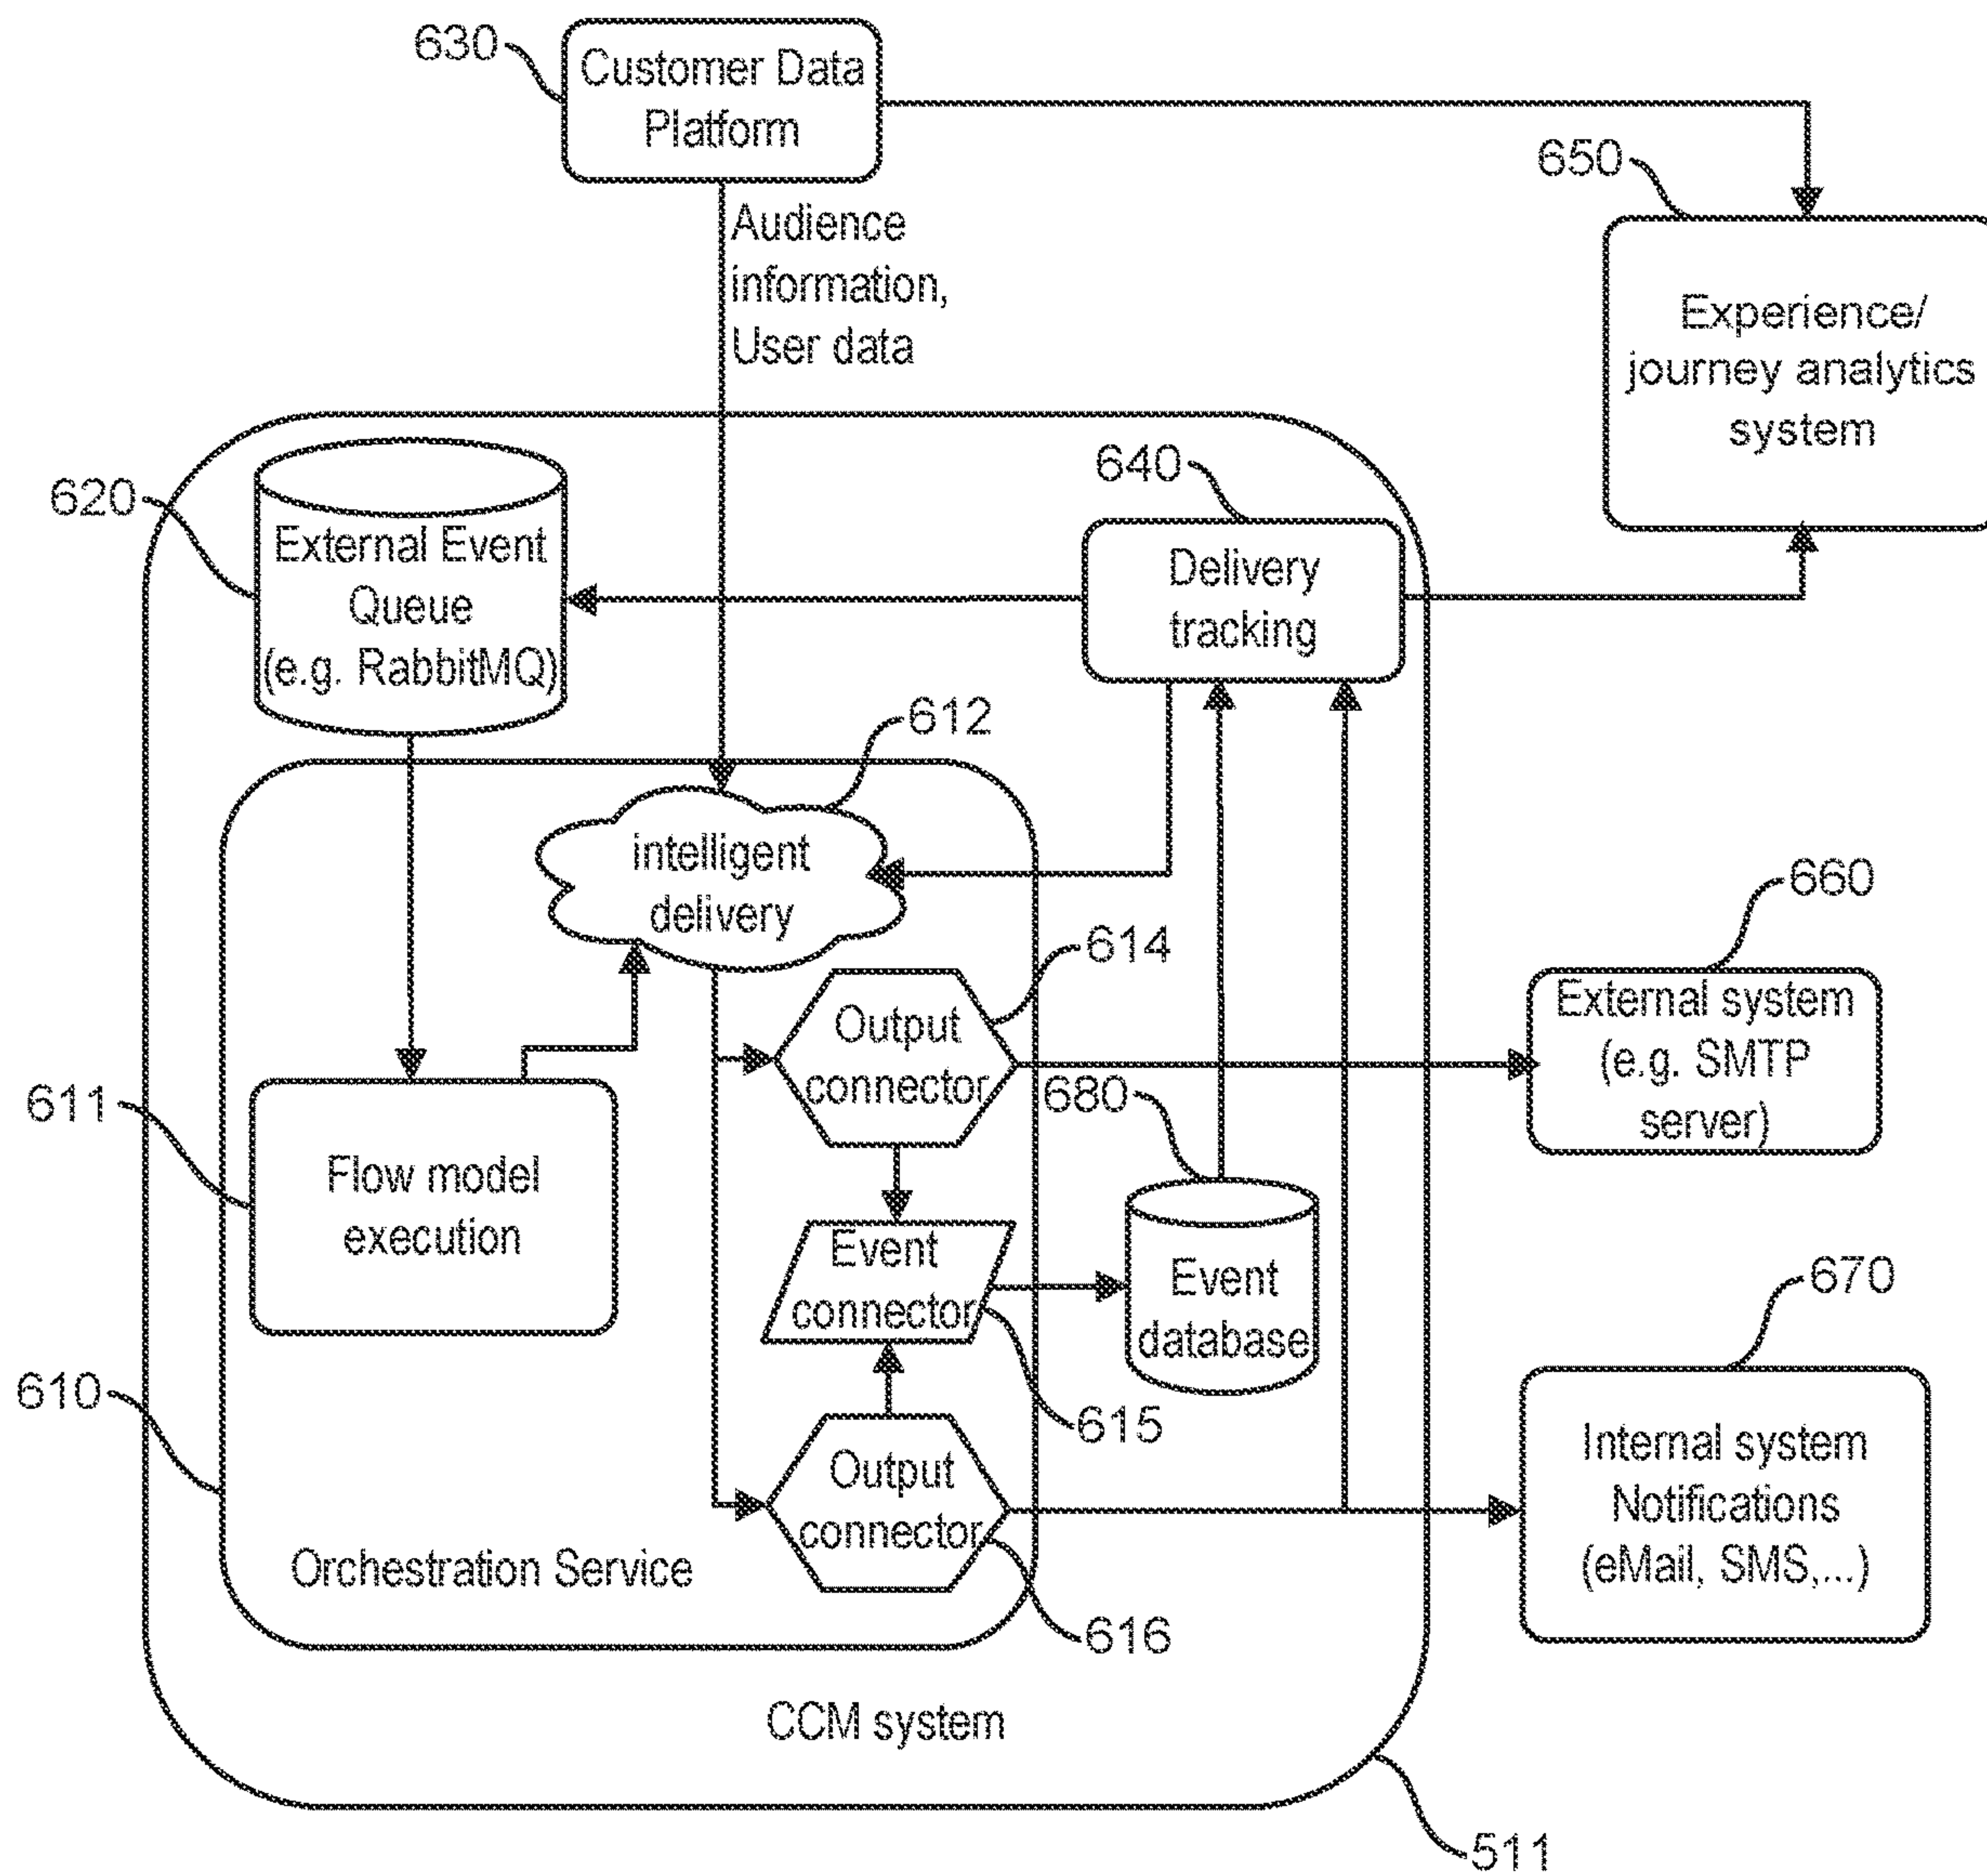 630
Customer Data
Platform
650
Audience
information,
User data
Experience/
journey analytics
system
620
External Event
Queue
(e.g. RabbitMQ)
640
Delivery
tracking
612
intelligent
delivery
614
660
Output
connector
External system
(e.g. SMTP
server)
611
Flow model
execution
680
Event
connector
Event
database
670
610
615
Output
connector
Internal system
Notifications
(eMail, SMS,...)
Orchestration Service
616
CCM system
511